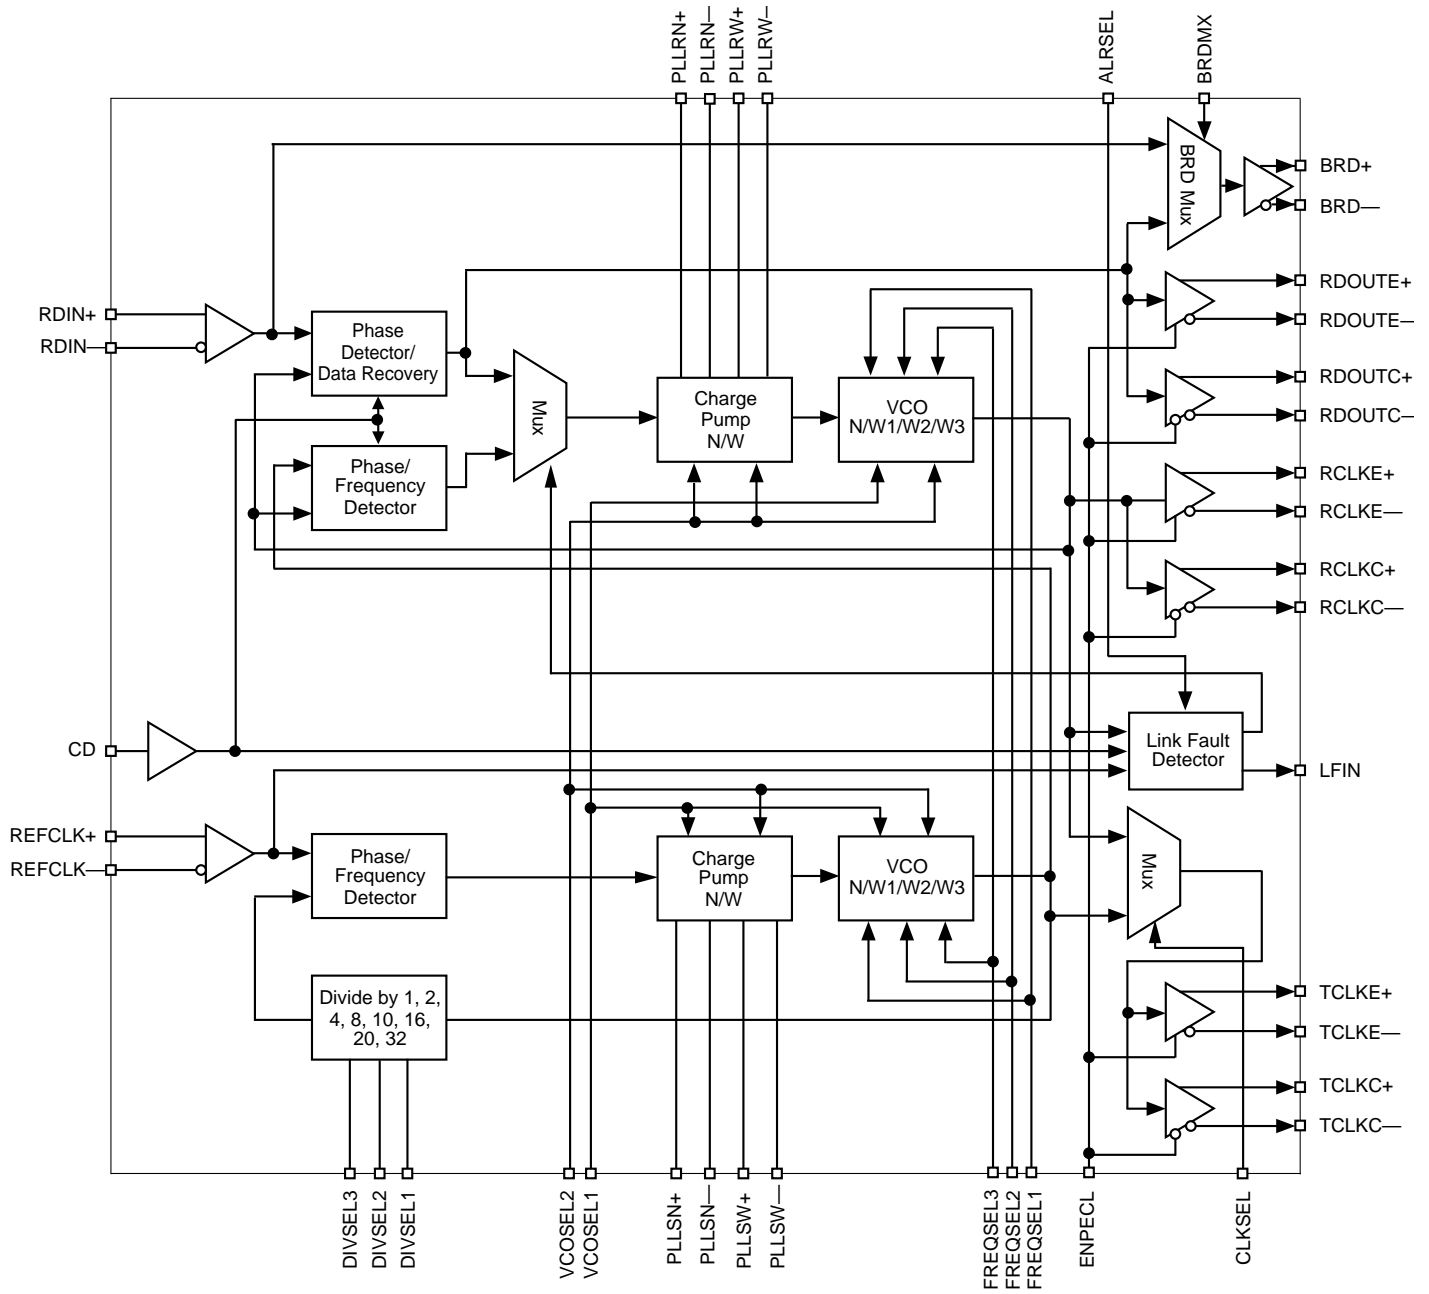 PLLRN+
PLLRN—
PLLRW+
PLLRW–
ALRSEL
BRDMX
BRD Mux
BRD+
BRD—
RDIN+
RDIN—
Phase
Detector/
Data Recovery
Mux
Charge
Pump
N/W
VCO
N/W1/W2/W3
RDOUTE+
RDOUTE—
RDOUTC+
RDOUTC—
Phase/
Frequency
Detector
RCLKE+
RCLKE—
RCLKC+
RCLKC—
CD
Link Fault
Detector
LFIN
REFCLK+
REFCLK—
Phase/
Frequency
Detector
Charge
Pump
N/W
VCO
N/W1/W2/W3
Mux
Divide by 1, 2,
4, 8, 10, 16,
20, 32
TCLKE+
TCLKE—
TCLKC+
TCLKC—
DIVSEL3
DIVSEL2
DIVSEL1
VCOSEL2
VCOSEL1
PLLSN+
PLLSN—
PLLSW+
PLLSW—
FREQSEL3
FREQSEL2
FREQSEL1
ENPECL
CLKSEL